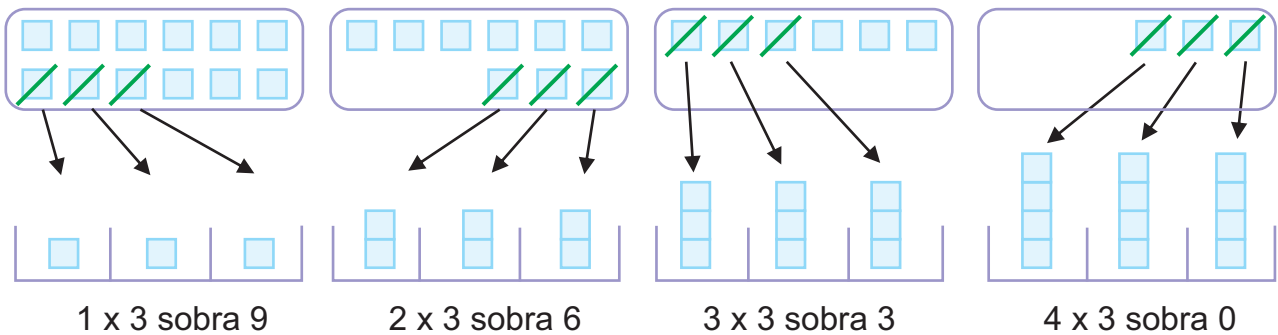 1 x 3 sobra 9
2 x 3 sobra 6
3 x 3 sobra 3
4 x 3 sobra 0